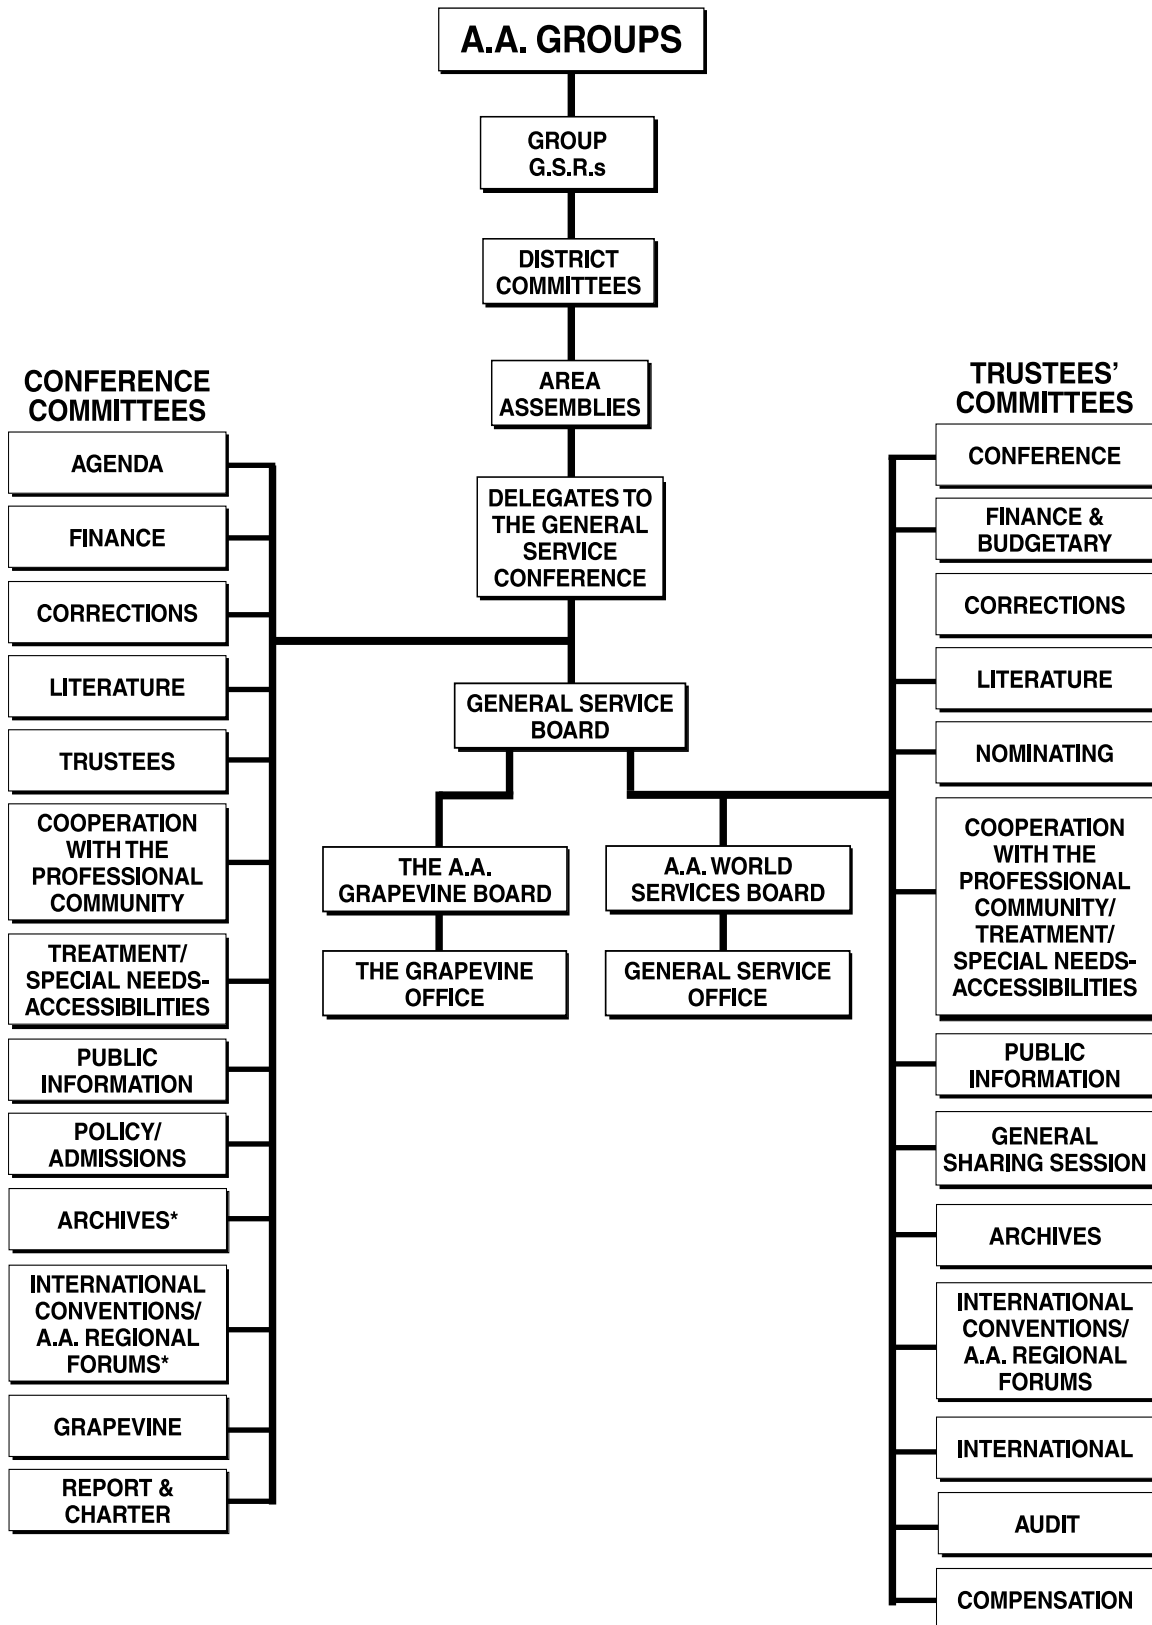 A.A. GROUPS
GROUP
G.S.R.s
DISTRICT
COMMITTEES
AREA
ASSEMBLIES
DELEGATES TO
THE GENERAL
SERVICE
CONFERENCE
GENERAL SERVICE
BOARD
THE A.A.
GRAPEVINE BOARD
THE GRAPEVINE
OFFICE
A.A. WORLD
SERVICES BOARD
GENERAL SERVICE
OFFICE
CONFERENCE
COMMITTEES
AGENDA
FINANCE
CORRECTIONS
LITERATURE
TRUSTEES
COOPERATION
WITH THE
PROFESSIONAL
COMMUNITY
TREATMENT/
SPECIAL NEEDS-
ACCESSIBILITIES
PUBLIC
INFORMATION
POLICY/
ADMISSIONS
ARCHIVES*
INTERNATIONAL
CONVENTIONS/
A.A. REGIONAL
FORUMS*
GRAPEVINE
REPORT &
CHARTER
TRUSTEES’
COMMITTEES
CONFERENCE
FINANCE &
BUDGETARY
CORRECTIONS
LITERATURE
NOMINATING
COOPERATION
WITH THE
PROFESSIONAL
COMMUNITY/
TREATMENT/
SPECIAL NEEDS-
ACCESSIBILITIES
PUBLIC
INFORMATION
GENERAL
SHARING SESSION
ARCHIVES
INTERNATIONAL
CONVENTIONS/
A.A. REGIONAL
FORUMS
INTERNATIONAL
AUDIT
COMPENSATION